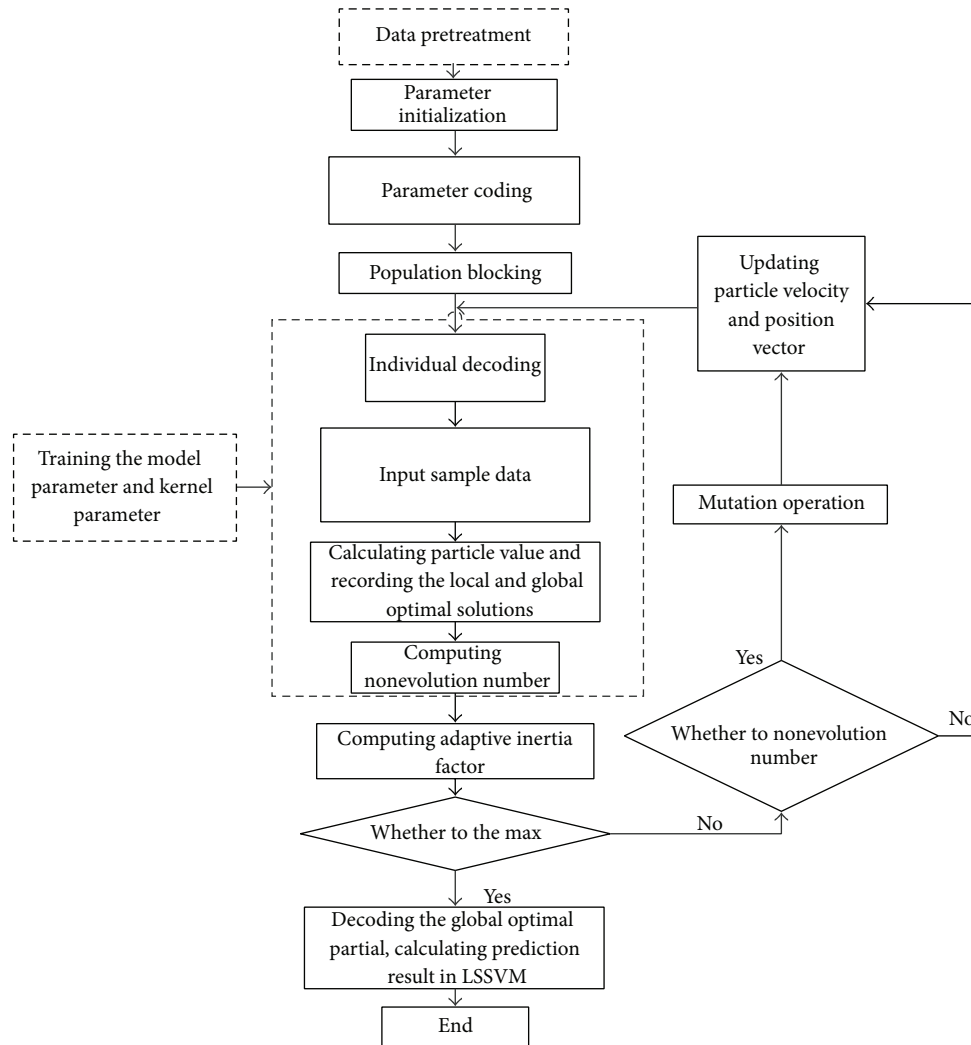 Data pretreatment
Parameter
initialization
Parameter coding
Population blocking
Updating
particle velocity
and position
vector
Individual decoding
Training the model
parameter and kernel
parameter
Input sample data
Mutation operation
Calculating particle value and
recording the local and global
optimal solutions
Computing
nonevolution number
Yes
Whether to nonevolution
number
No
Computing adaptive inertia
factor
Whether to the max
No
Yes
Decoding the global optimal
partial, calculating prediction
result in LSSVM
End